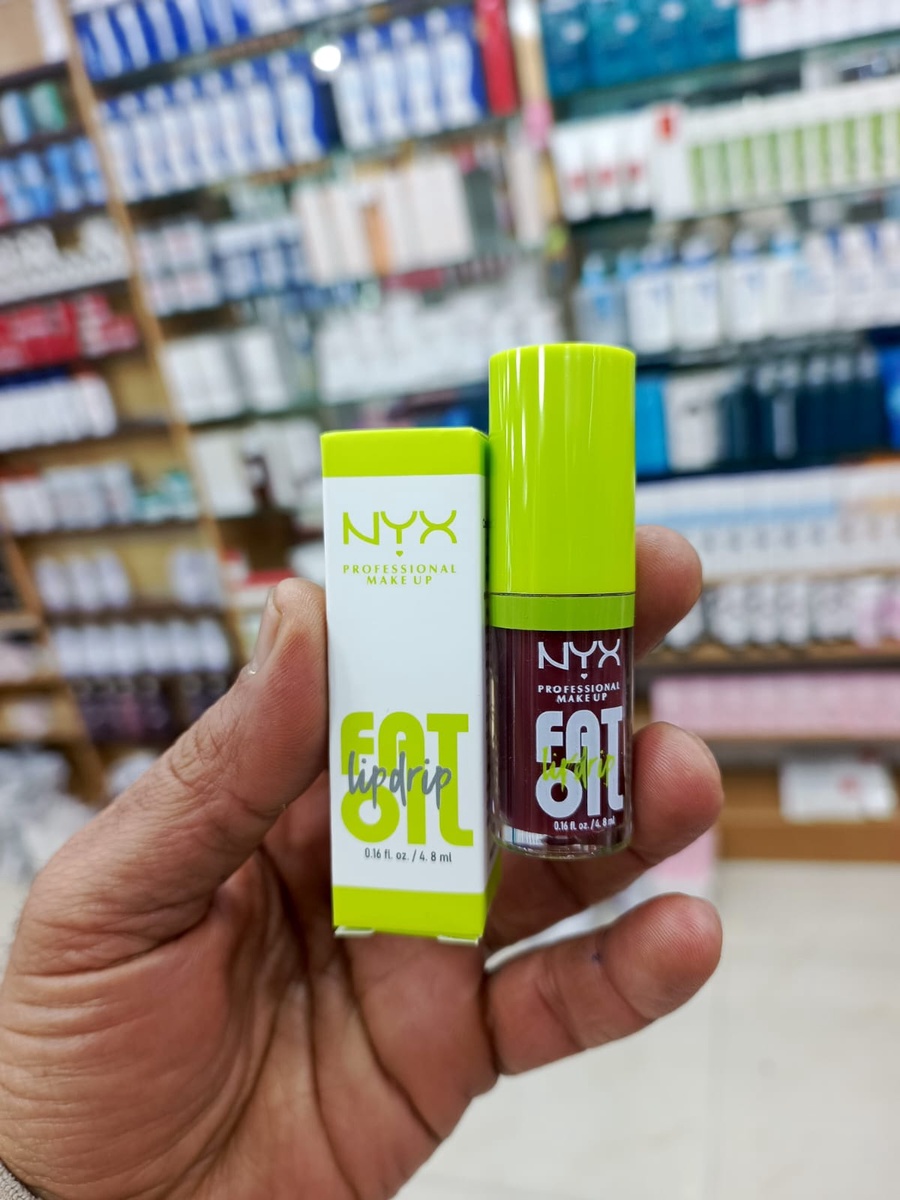 NYX
PROFESSIONAL
MAKE UP
FAT
lipdrip
OIL
0.16 fl. oz. / 4. 8 ml
NYX
PROFESSIONAL
MAKE UP
FAT
lipdrip
OIL
0.16 fl. oz. / 4. 8 ml